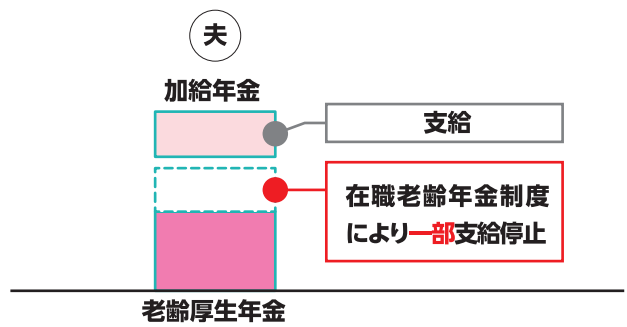 夫
加給年金
支給
在職老齢年金制度
により一部支給停止
老齢厚生年金